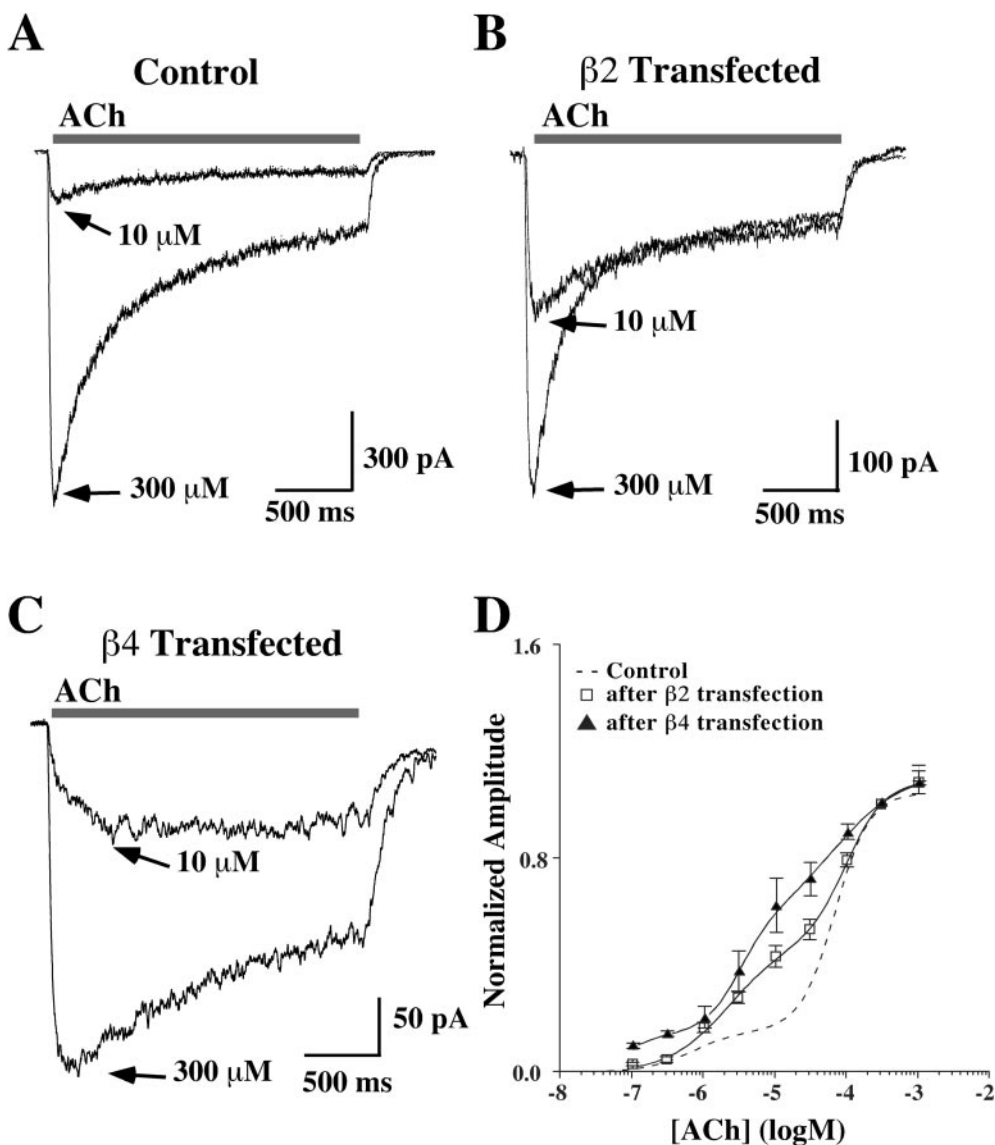 A
Control
ACh
10 μM
300 μM
300 pA
500 ms
B
β2 Transfected
ACh
10 μM
300 μM
100 pA
500 ms
C
β4 Transfected
ACh
10 μM
300 μM
50 pA
500 ms
D
1.6
0.8
0.0
Normalized Amplitude
Control
after β2 transfection
after β4 transfection
-8 -7 -6 -5 -4 -3 -2
[ACh] (logM)